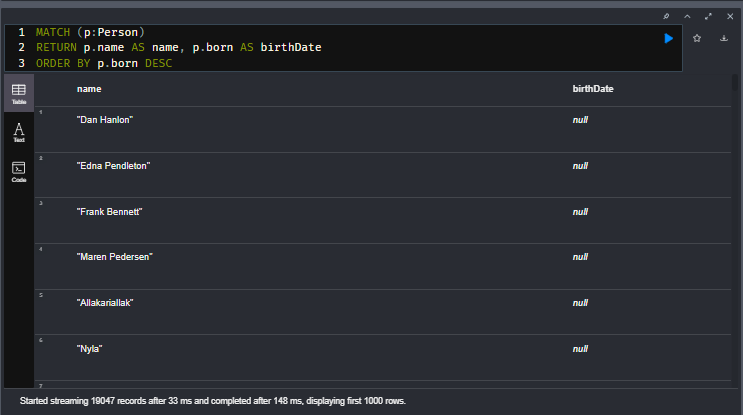 1 MATCH (p:Person)
2 RETURN p.name AS name, p.born AS birthDate
3 ORDER BY p.born DESC
Table
Text
Code
name birthDate
1 "Dan Hanlon" null
2 "Edna Pendleton" null
3 "Frank Bennett" null
4 "Maren Pedersen" null
5 "Allakariallak" null
6 "Nyla" null
7
Started streaming 19047 records after 33 ms and completed after 148 ms, displaying first 1000 rows.